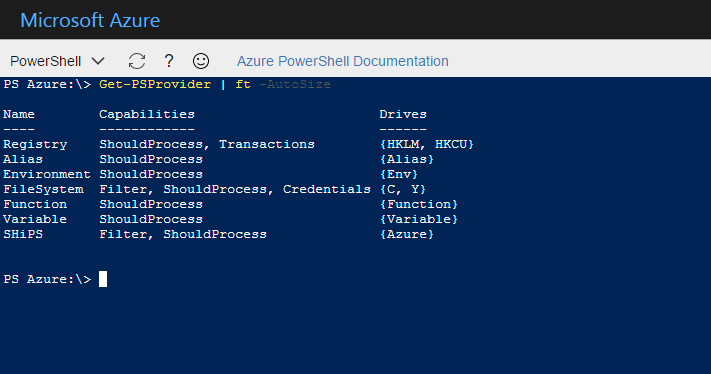 Microsoft Azure
PowerShell ? Azure PowerShell Documentation
PS Azure:\> Get-PSProvider | ft -AutoSize
Name Capabilities Drives
---- ------------ ------
Registry ShouldProcess, Transactions {HKLM, HKCU}
Alias ShouldProcess {Alias}
Environment ShouldProcess {Env}
FileSystem Filter, ShouldProcess, Credentials {C, Y}
Function ShouldProcess {Function}
Variable ShouldProcess {Variable}
SHiPS Filter, ShouldProcess {Azure}
PS Azure:\>